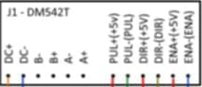 J1 - DM542T
DC+
DC-
B-
B+
A-
A+
PUL+(+5v)
PUL-(PUL)
DIR+(+5v)
DIR-(DIR)
ENA+(+5v)
ENA-(ENA)